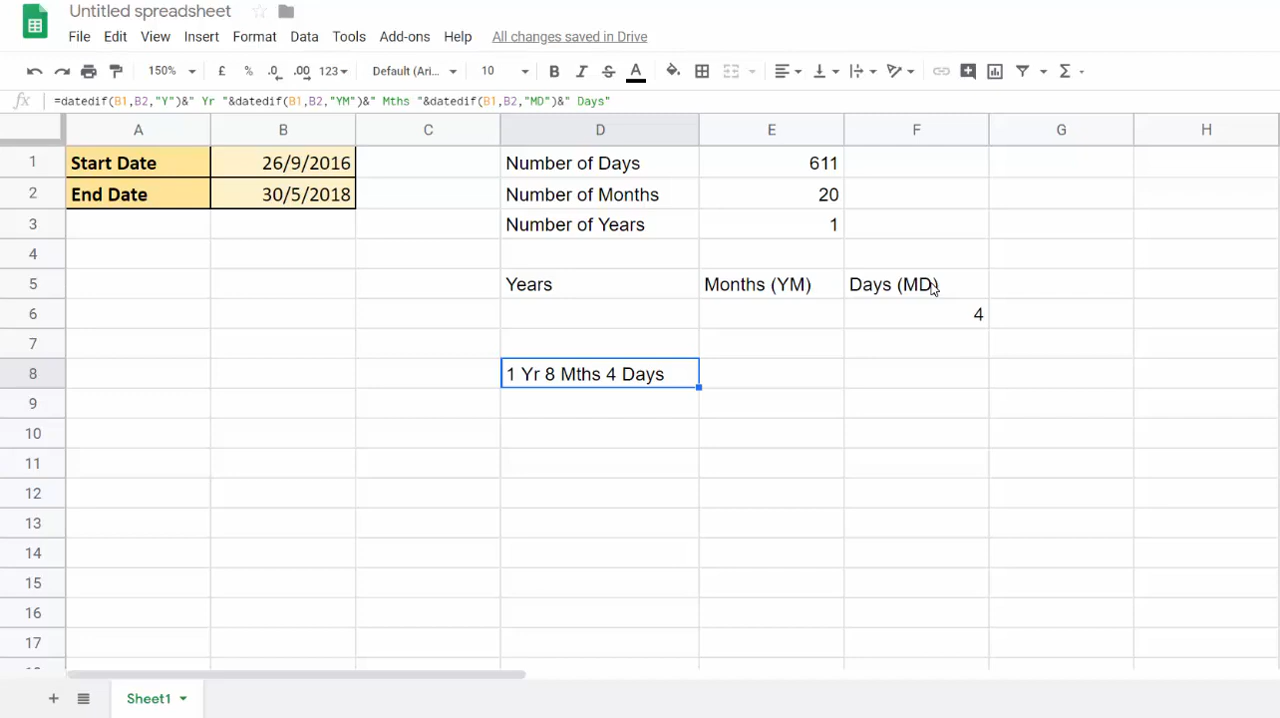 Untitled spreadsheet
File Edit View Insert Format Data Tools Add-ons Help All changes saved in Drive
150% £ % .0 .00 123 Default (Ari... 10 B I S A Σ
fx =datedif(B1,B2,"Y")&" Yr "&datedif(B1,B2,"YM")&" Mths "&datedif(B1,B2,"MD")&" Days"
A B C D E F G H
1 Start Date 26/9/2016 Number of Days 611
2 End Date 30/5/2018 Number of Months 20
3 Number of Years 1
4
5 Years Months (YM) Days (MD)
6 4
7
8 1 Yr 8 Mths 4 Days
9
10
11
12
13
14
15
16
17
+ Sheet1